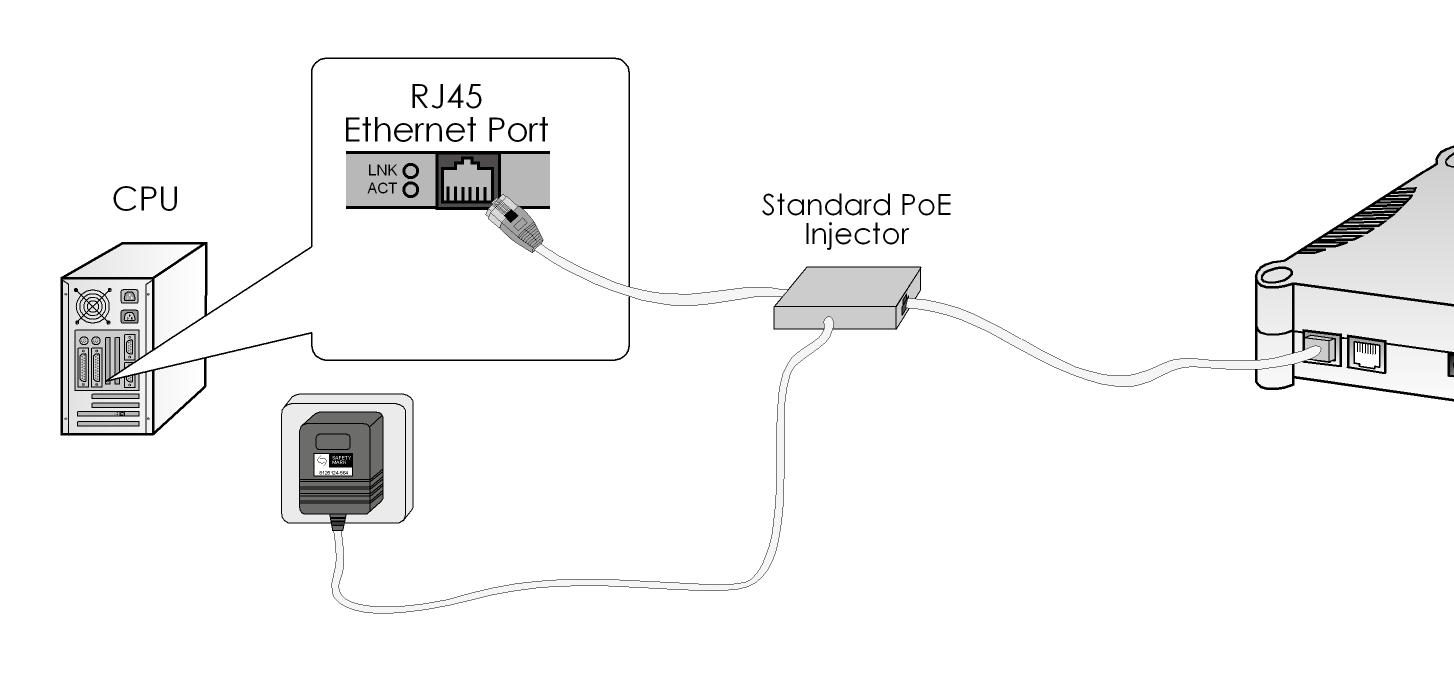 RJ45
Ethernet Port
LNK
ACT
CPU
Standard PoE
Injector
SAFETY
MARK